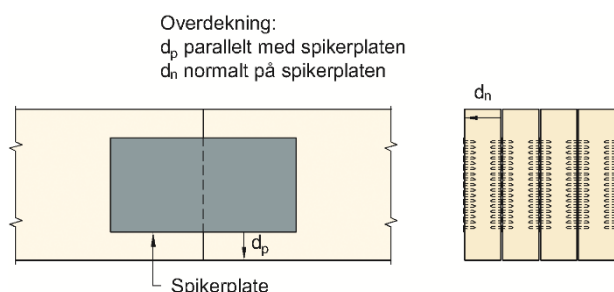 Overdekning:
dₚ parallelt med spikerplaten
dₙ normalt på spikerplaten
dₙ
dₚ
Spikerplate